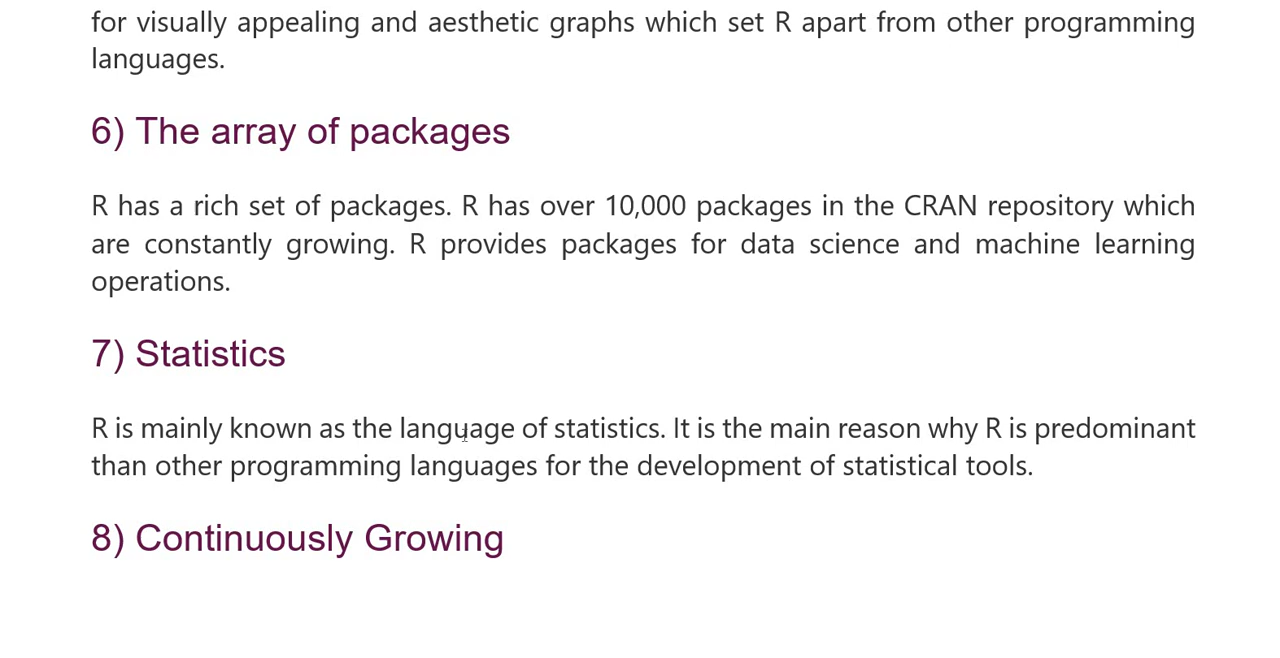 for visually appealing and aesthetic graphs which set R apart from other programming
languages.
6) The array of packages
R has a rich set of packages. R has over 10,000 packages in the CRAN repository which
are constantly growing. R provides packages for data science and machine learning
operations.
7) Statistics
R is mainly known as the language of statistics. It is the main reason why R is predominant
than other programming languages for the development of statistical tools.
8) Continuously Growing